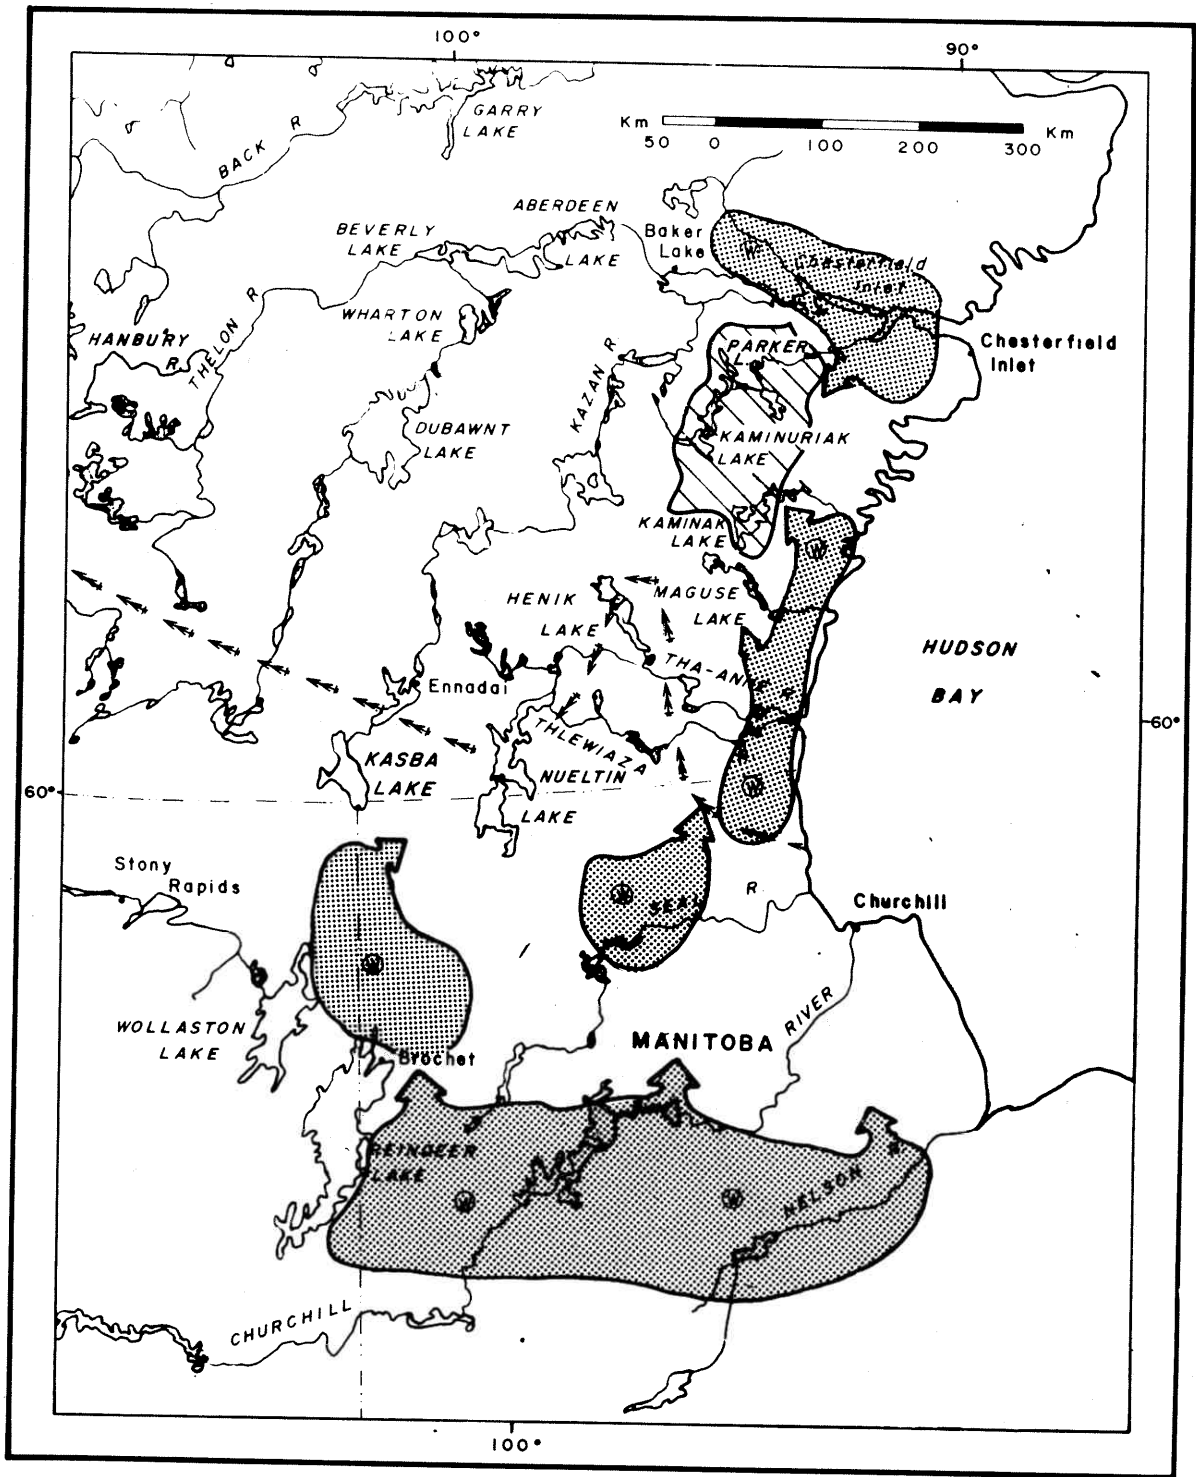 100°
90°
GARRY
LAKE
Km
Km
50 0 100 200 300
BACK R
ABERDEEN
LAKE
BEVERLY
LAKE
Baker
Lake
W
Chesterfield
Inlet
THELON R
WHARTON
LAKE
HANBURY
R
PARKER
L
Chesterfield
Inlet
KAZAN R
DUBAWNT
LAKE
KAMINURIAK
LAKE
KAMINAK
LAKE
W
HENIK
LAKE
MAGUSE
LAKE
HUDSON
BAY
THA-ANNE R
Ennadai
60°
THLEWIAZA
KASBA
LAKE
NUELTIN
LAKE
W
60°
Stony
Rapids
W
SEAL R
Churchill
W
WOLLASTON
LAKE
MANITOBA
RIVER
Brochet
REINDEER
LAKE
W
W
NELSON R
CHURCHILL
100°